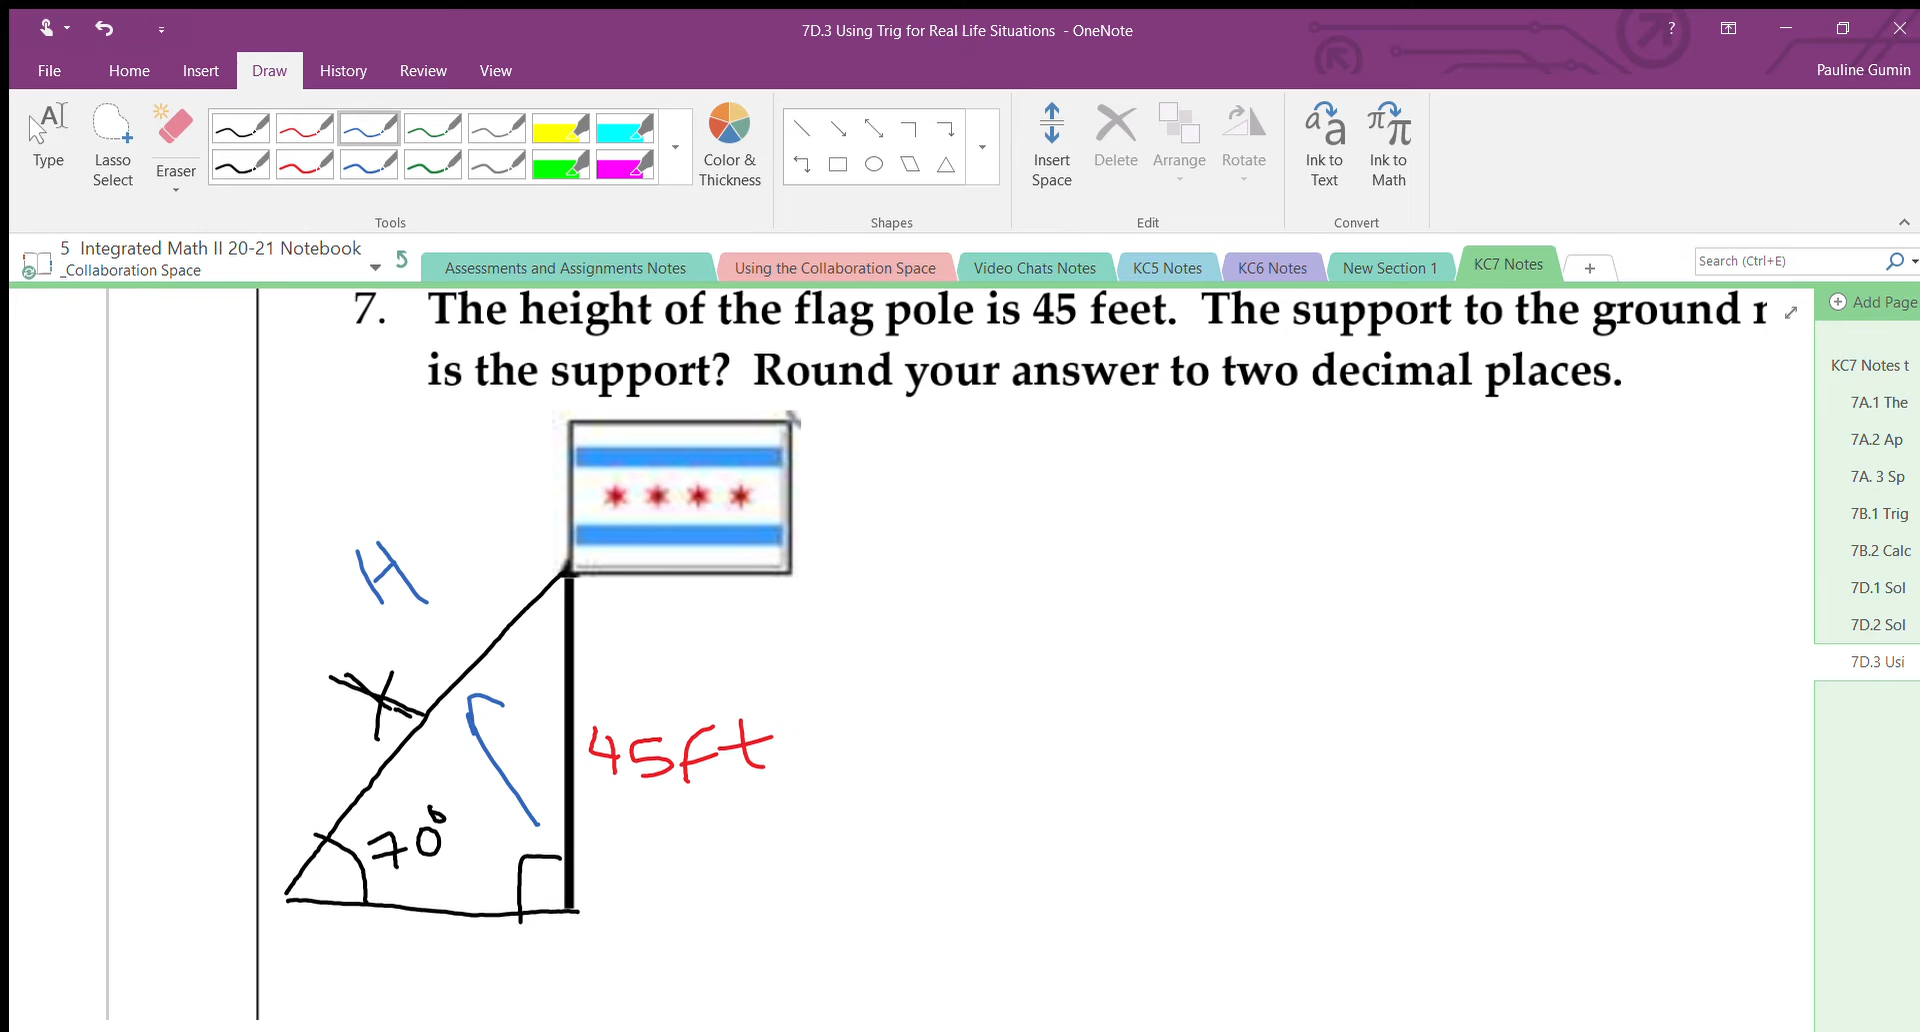 7D.3 Using Trig for Real Life Situations - OneNote
?
Pauline Gumin
File Home Insert Draw History Review View
Type
Lasso Select
Eraser
Color & Thickness
Insert Space
Delete
Arrange
Rotate
Ink to Text
Ink to Math
Tools Shapes Edit Convert
5 Integrated Math II 20-21 Notebook
_Collaboration Space
Assessments and Assignments Notes
Using the Collaboration Space
Video Chats Notes
KC5 Notes
KC6 Notes
New Section 1
KC7 Notes
+
Search (Ctrl+E)
Add Page
KC7 Notes t
7A.1 The
7A.2 Ap
7A. 3 Sp
7B.1 Trig
7B.2 Calc
7D.1 Sol
7D.2 Sol
7D.3 Usi
7. The height of the flag pole is 45 feet. The support to the ground
is the support? Round your answer to two decimal places.
H
X
45ft
70°